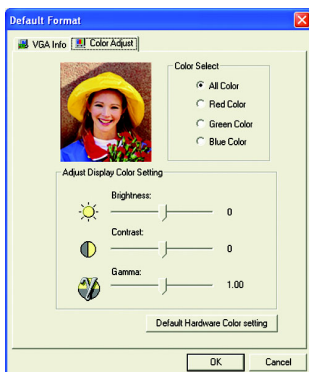 Default Format
VGA Info
Color Adjust
Color Select
All Color
Red Color
Green Color
Blue Color
Adjust Display Color Setting
Brightness:
0
Contrast:
0
Gamma:
1.00
Default Hardware Color setting
OK
Cancel